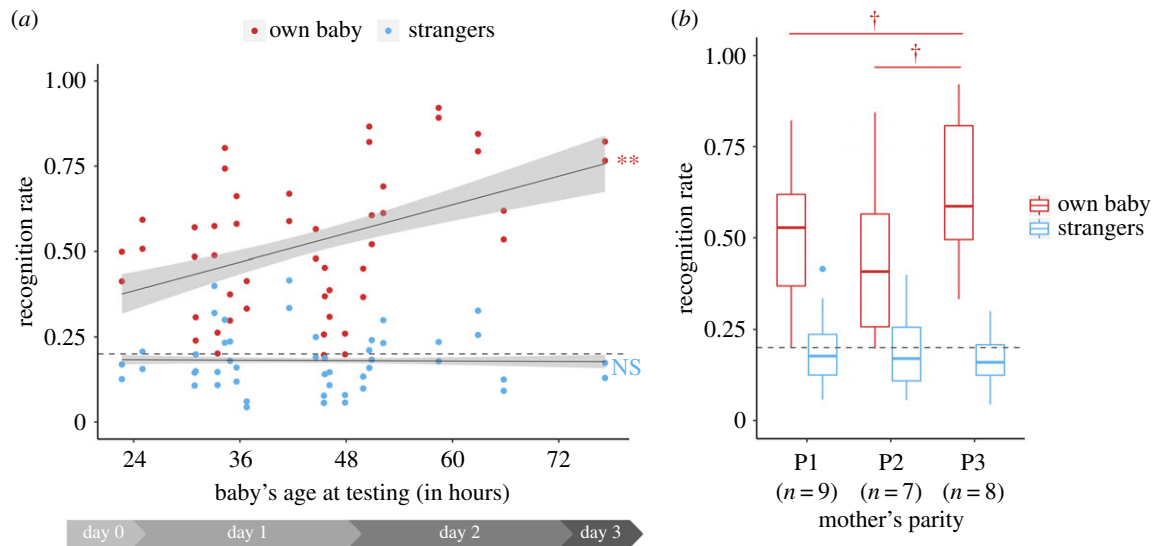 (a)
own baby strangers
1.00
0.75
0.50
0.25
0
recognition rate
**
NS
24 36 48 60 72
baby's age at testing (in hours)
day 0 day 1 day 2 day 3
(b)
†
†
1.00
0.75
0.50
0.25
0
recognition rate
own baby
strangers
P1 P2 P3
(n = 9) (n = 7) (n = 8)
mother's parity